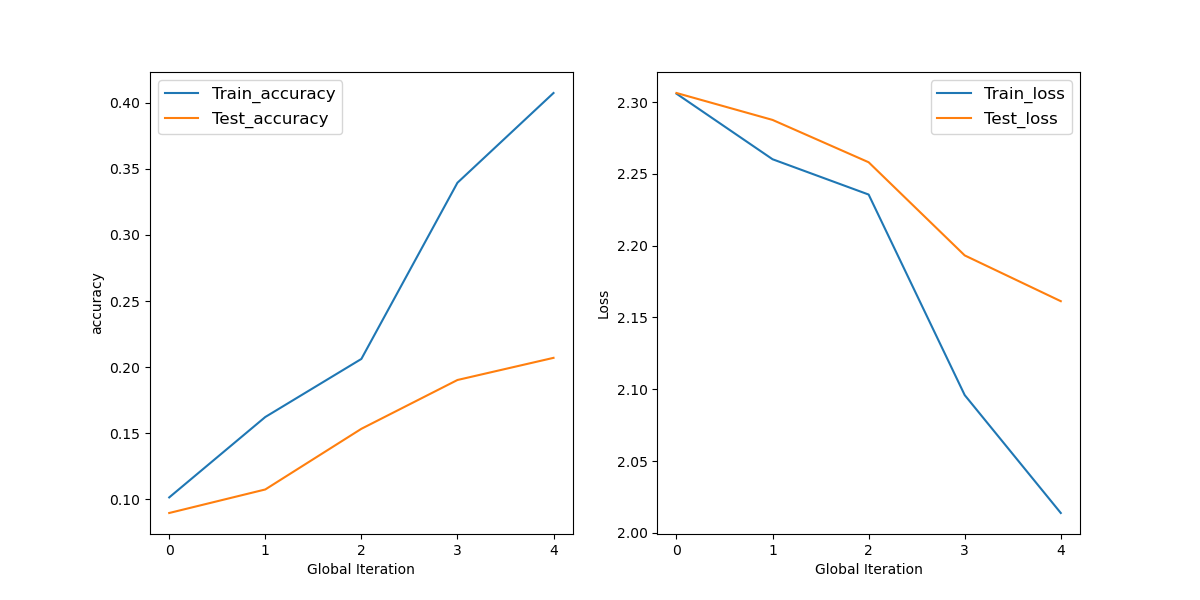 Train_accuracy
Test_accuracy
0.40
0.35
0.30
0.25
0.20
0.15
0.10
accuracy
0 1 2 3 4
Global Iteration
Train_loss
Test_loss
2.30
2.25
2.20
2.15
2.10
2.05
2.00
Loss
0 1 2 3 4
Global Iteration